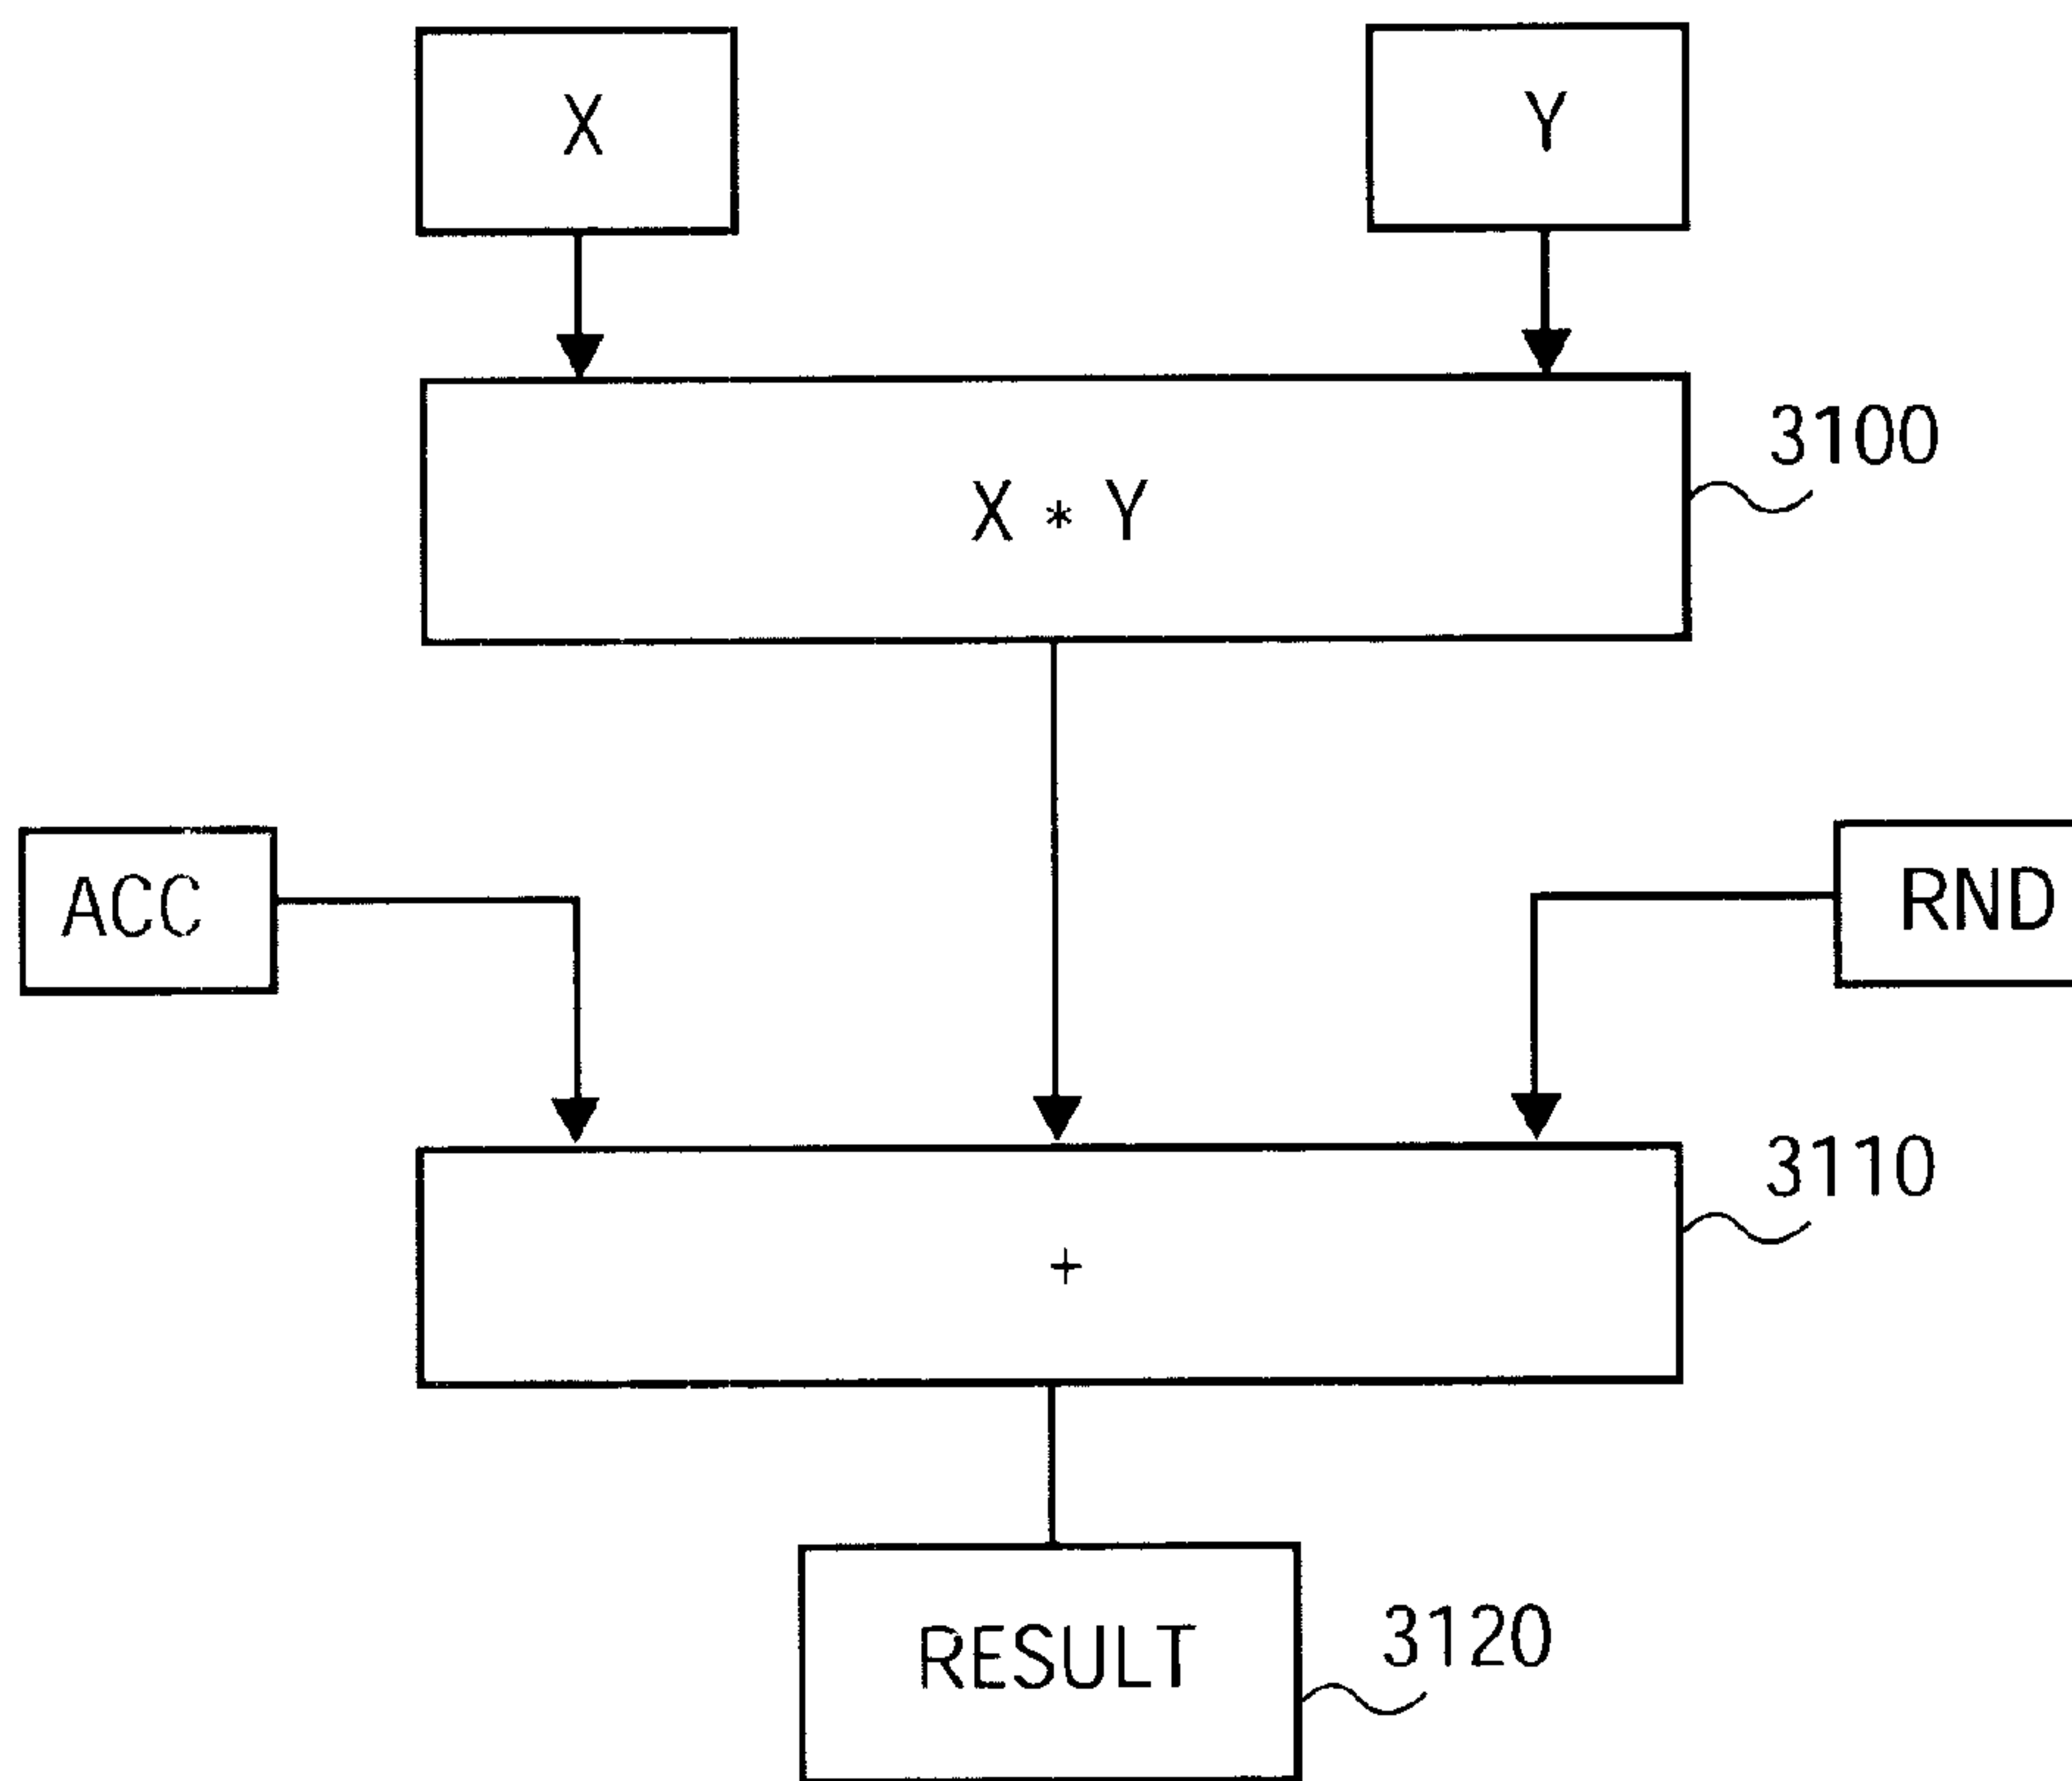 X
Y
X * Y
3100
ACC
RND
+
3110
RESULT
3120